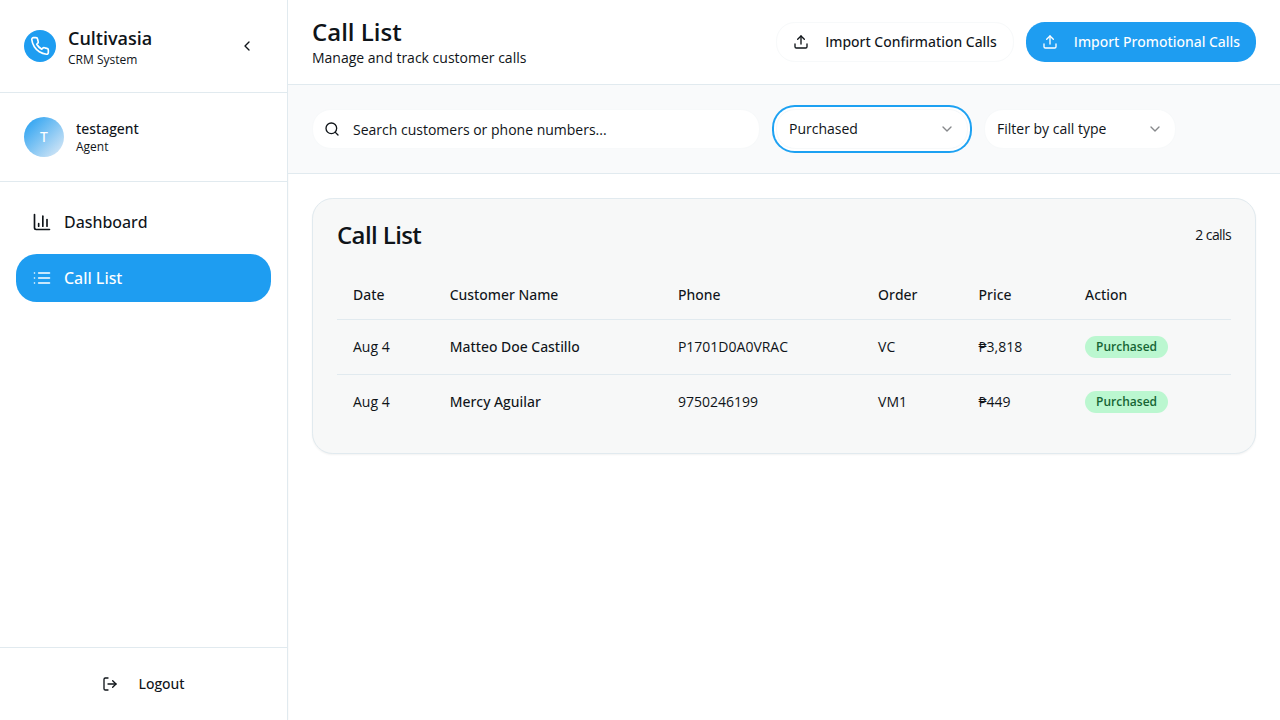 Cultivasia
CRM System
T
testagent
Agent
Dashboard
Call List
Logout
Call List
Manage and track customer calls
Import Confirmation Calls
Import Promotional Calls
Search customers or phone numbers...
Purchased
Filter by call type
Call List
2 calls
Date Customer Name Phone Order Price Action
Aug 4 Matteo Doe Castillo P1701D0A0VRAC VC ₱3,818 Purchased
Aug 4 Mercy Aguilar 9750246199 VM1 ₱449 Purchased